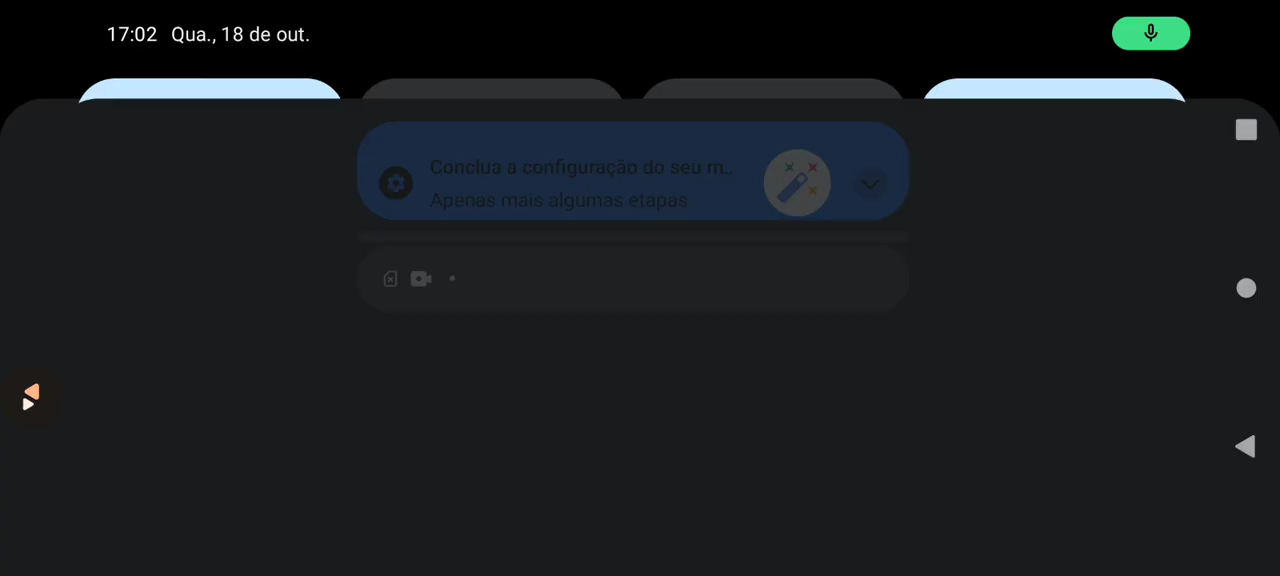 17:02 Qua., 18 de out.
Conclua a configuração do seu m..
Apenas mais algumas etapas